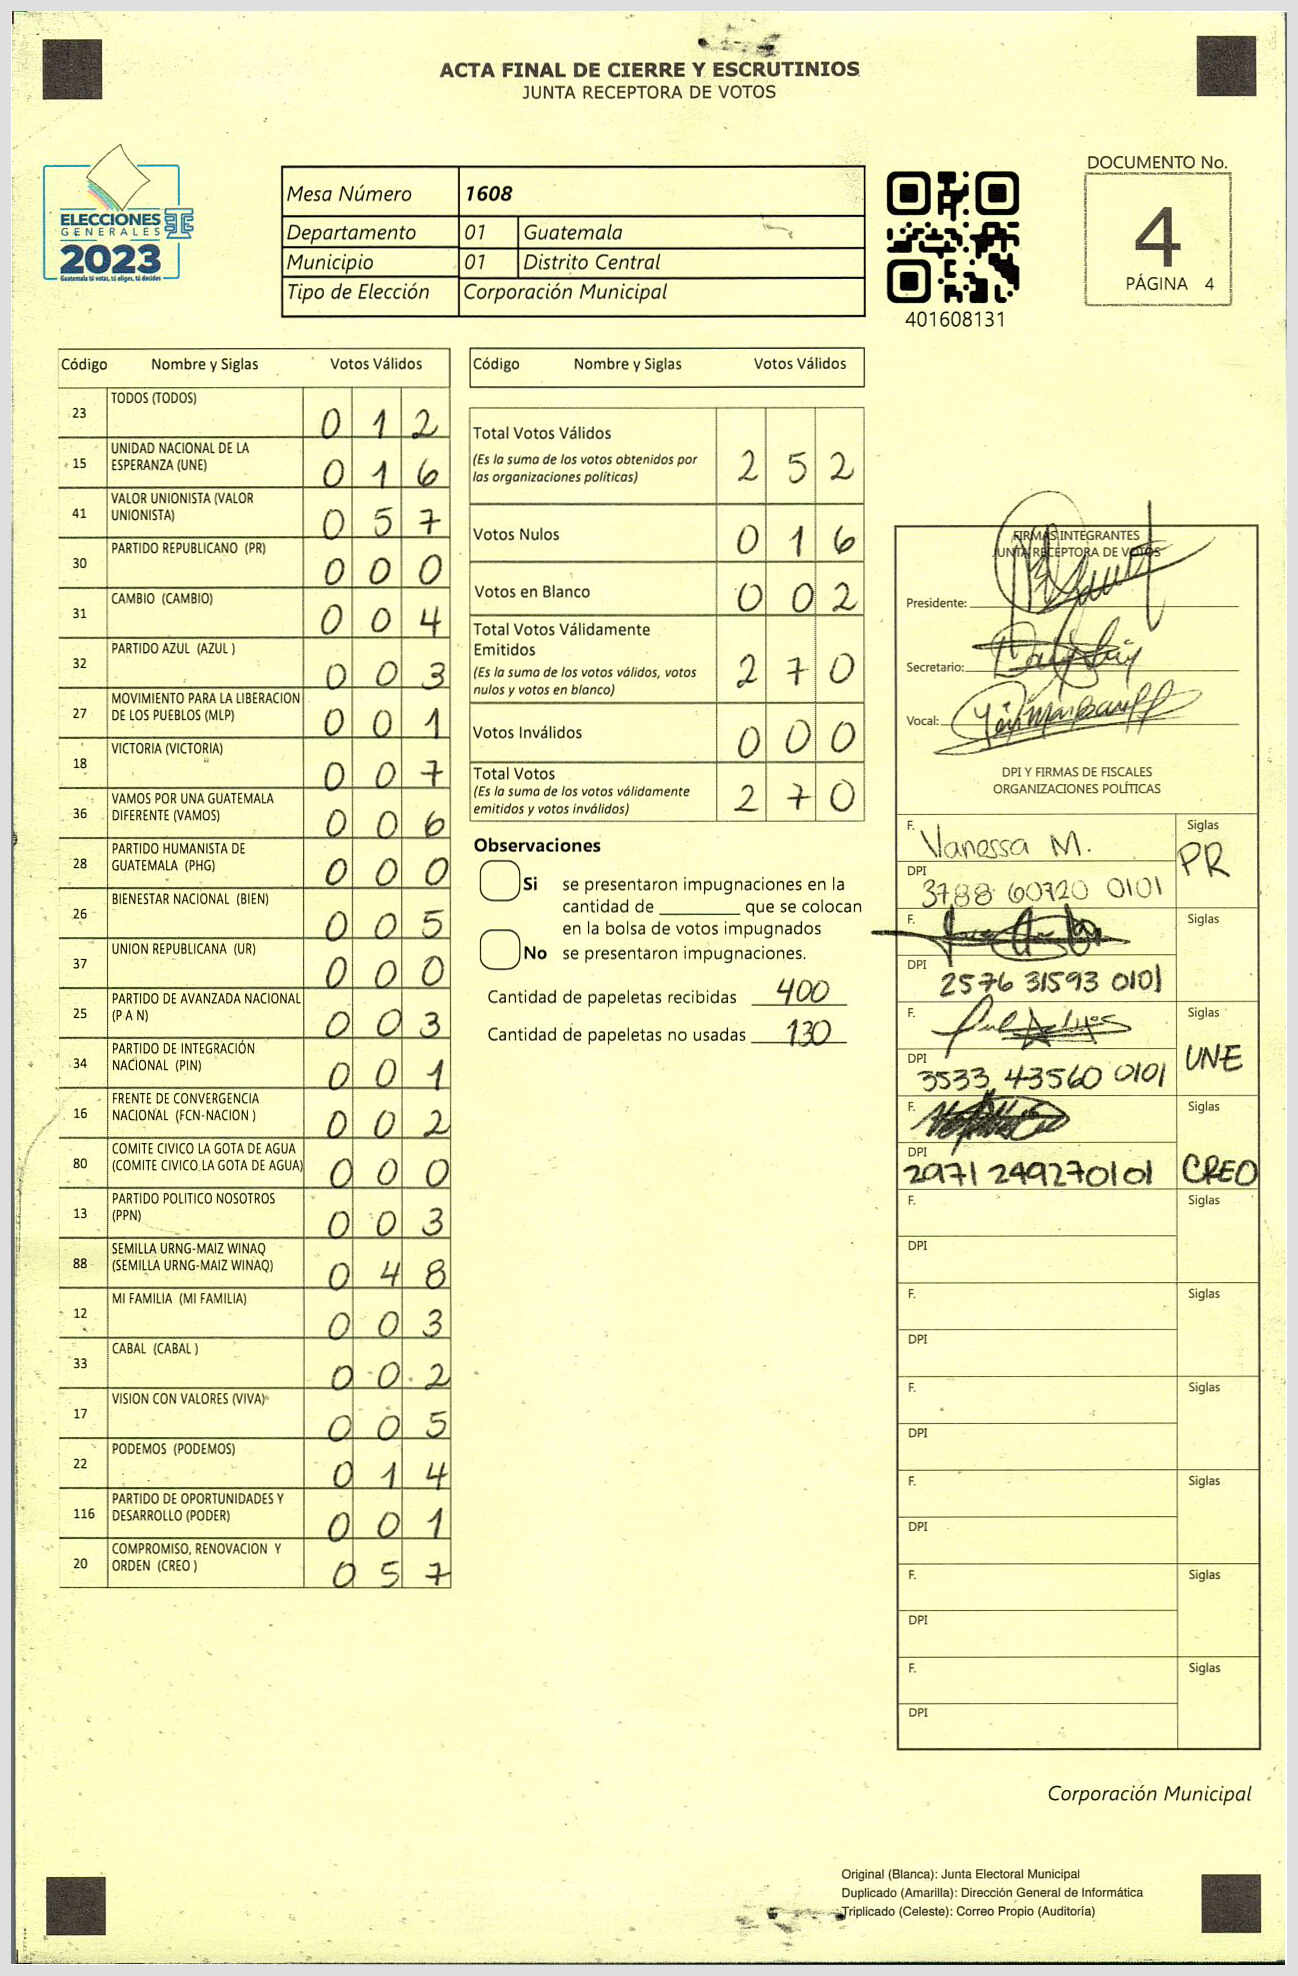 ACTA FINAL DE CIERRE Y ESCRUTINIOS
JUNTA RECEPTORA DE VOTOS
ELECCIONES
GENERALES
2023
Guatemala tú votas, tú eliges, tú decides
Mesa Número 1608
Departamento 01 Guatemala
Municipio 01 Distrito Central
Tipo de Elección Corporación Municipal
401608131
DOCUMENTO No.
4
PÁGINA 4
Código Nombre y Siglas Votos Válidos
23 TODOS (TODOS) 0 1 2
15 UNIDAD NACIONAL DE LA
ESPERANZA (UNE) 0 1 6
41 VALOR UNIONISTA (VALOR
UNIONISTA) 0 5 7
30 PARTIDO REPUBLICANO (PR) 0 0 0
31 CAMBIO (CAMBIO) 0 0 4
32 PARTIDO AZUL (AZUL ) 0 0 3
27 MOVIMIENTO PARA LA LIBERACION
DE LOS PUEBLOS (MLP) 0 0 1
18 VICTORIA (VICTORIA) 0 0 7
36 VAMOS POR UNA GUATEMALA
DIFERENTE (VAMOS) 0 0 6
28 PARTIDO HUMANISTA DE
GUATEMALA (PHG) 0 0 0
26 BIENESTAR NACIONAL (BIEN) 0 0 5
37 UNION REPUBLICANA (UR) 0 0 0
25 PARTIDO DE AVANZADA NACIONAL
(P A N) 0 0 3
34 PARTIDO DE INTEGRACIÓN
NACIONAL (PIN) 0 0 1
16 FRENTE DE CONVERGENCIA
NACIONAL (FCN-NACION ) 0 0 2
80 COMITE CIVICO LA GOTA DE AGUA
(COMITE CIVICO LA GOTA DE AGUA) 0 0 0
13 PARTIDO POLITICO NOSOTROS
(PPN) 0 0 3
88 SEMILLA URNG-MAIZ WINAQ
(SEMILLA URNG-MAIZ WINAQ) 0 4 8
12 MI FAMILIA (MI FAMILIA) 0 0 3
33 CABAL (CABAL ) 0 0 2
17 VISION CON VALORES (VIVA) 0 0 5
22 PODEMOS (PODEMOS) 0 1 4
116 PARTIDO DE OPORTUNIDADES Y
DESARROLLO (PODER) 0 0 1
20 COMPROMISO, RENOVACION Y
ORDEN (CREO ) 0 5 7
Código Nombre y Siglas Votos Válidos
Total Votos Válidos
(Es la suma de los votos obtenidos por
las organizaciones políticas) 2 5 2
Votos Nulos 0 1 6
Votos en Blanco 0 0 2
Total Votos Válidamente
Emitidos
(Es la suma de los votos válidos, votos
nulos y votos en blanco) 2 7 0
Votos Inválidos 0 0 0
Total Votos
(Es la suma de los votos válidamente
emitidos y votos inválidos) 2 7 0
Observaciones
Si se presentaron impugnaciones en la
cantidad de ________ que se colocan
en la bolsa de votos impugnados
No se presentaron impugnaciones.
Cantidad de papeletas recibidas 400
Cantidad de papeletas no usadas 130
FIRMAS INTEGRANTES
JUNTA RECEPTORA DE VOTOS
Presidente:
Secretario:
Vocal:
DPI Y FIRMAS DE FISCALES
ORGANIZACIONES POLÍTICAS
F. Vanessa M. Siglas
PR
DPI 3788 60720 0101
F. Siglas
DPI 2576 31593 0101
F. Siglas
UNE
DPI 3533 43560 0101
F. Siglas
DPI 2971 249270101 CREO
F. Siglas
DPI
F. Siglas
DPI
F. Siglas
DPI
F. Siglas
DPI
F. Siglas
DPI
F. Siglas
DPI
Corporación Municipal
Original (Blanca): Junta Electoral Municipal
Duplicado (Amarilla): Dirección General de Informática
Triplicado (Celeste): Correo Propio (Auditoría)